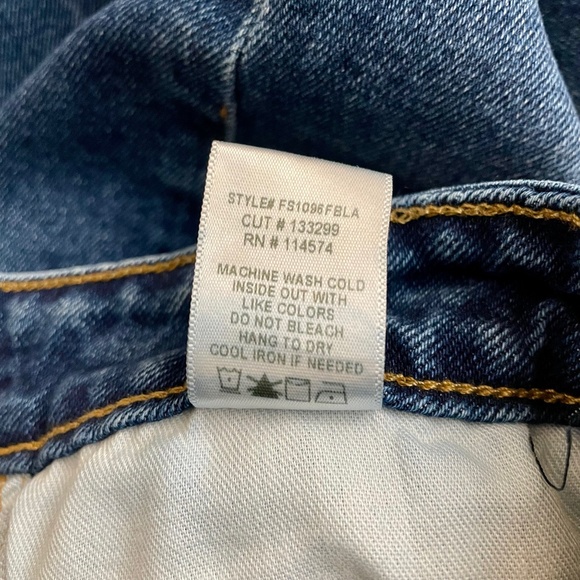 STYLE# FS1096FBLA
CUT # 133299
RN # 114574
MACHINE WASH COLD
INSIDE OUT WITH
LIKE COLORS
DO NOT BLEACH
HANG TO DRY
COOL IRON IF NEEDED